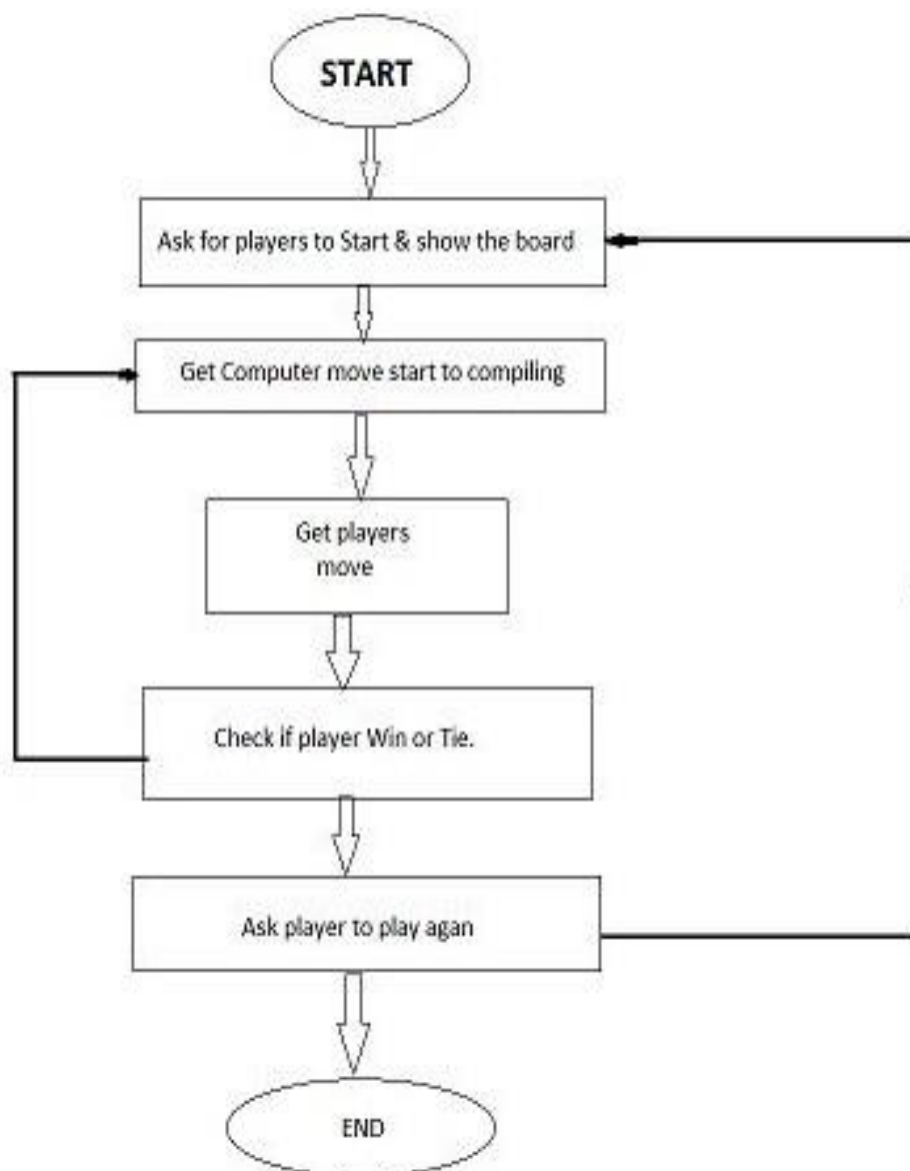 START
Ask for players to Start & show the board
Get Computer move start to compiling
Get players
move
Check if player Win or Tie.
Ask player to play agan
END